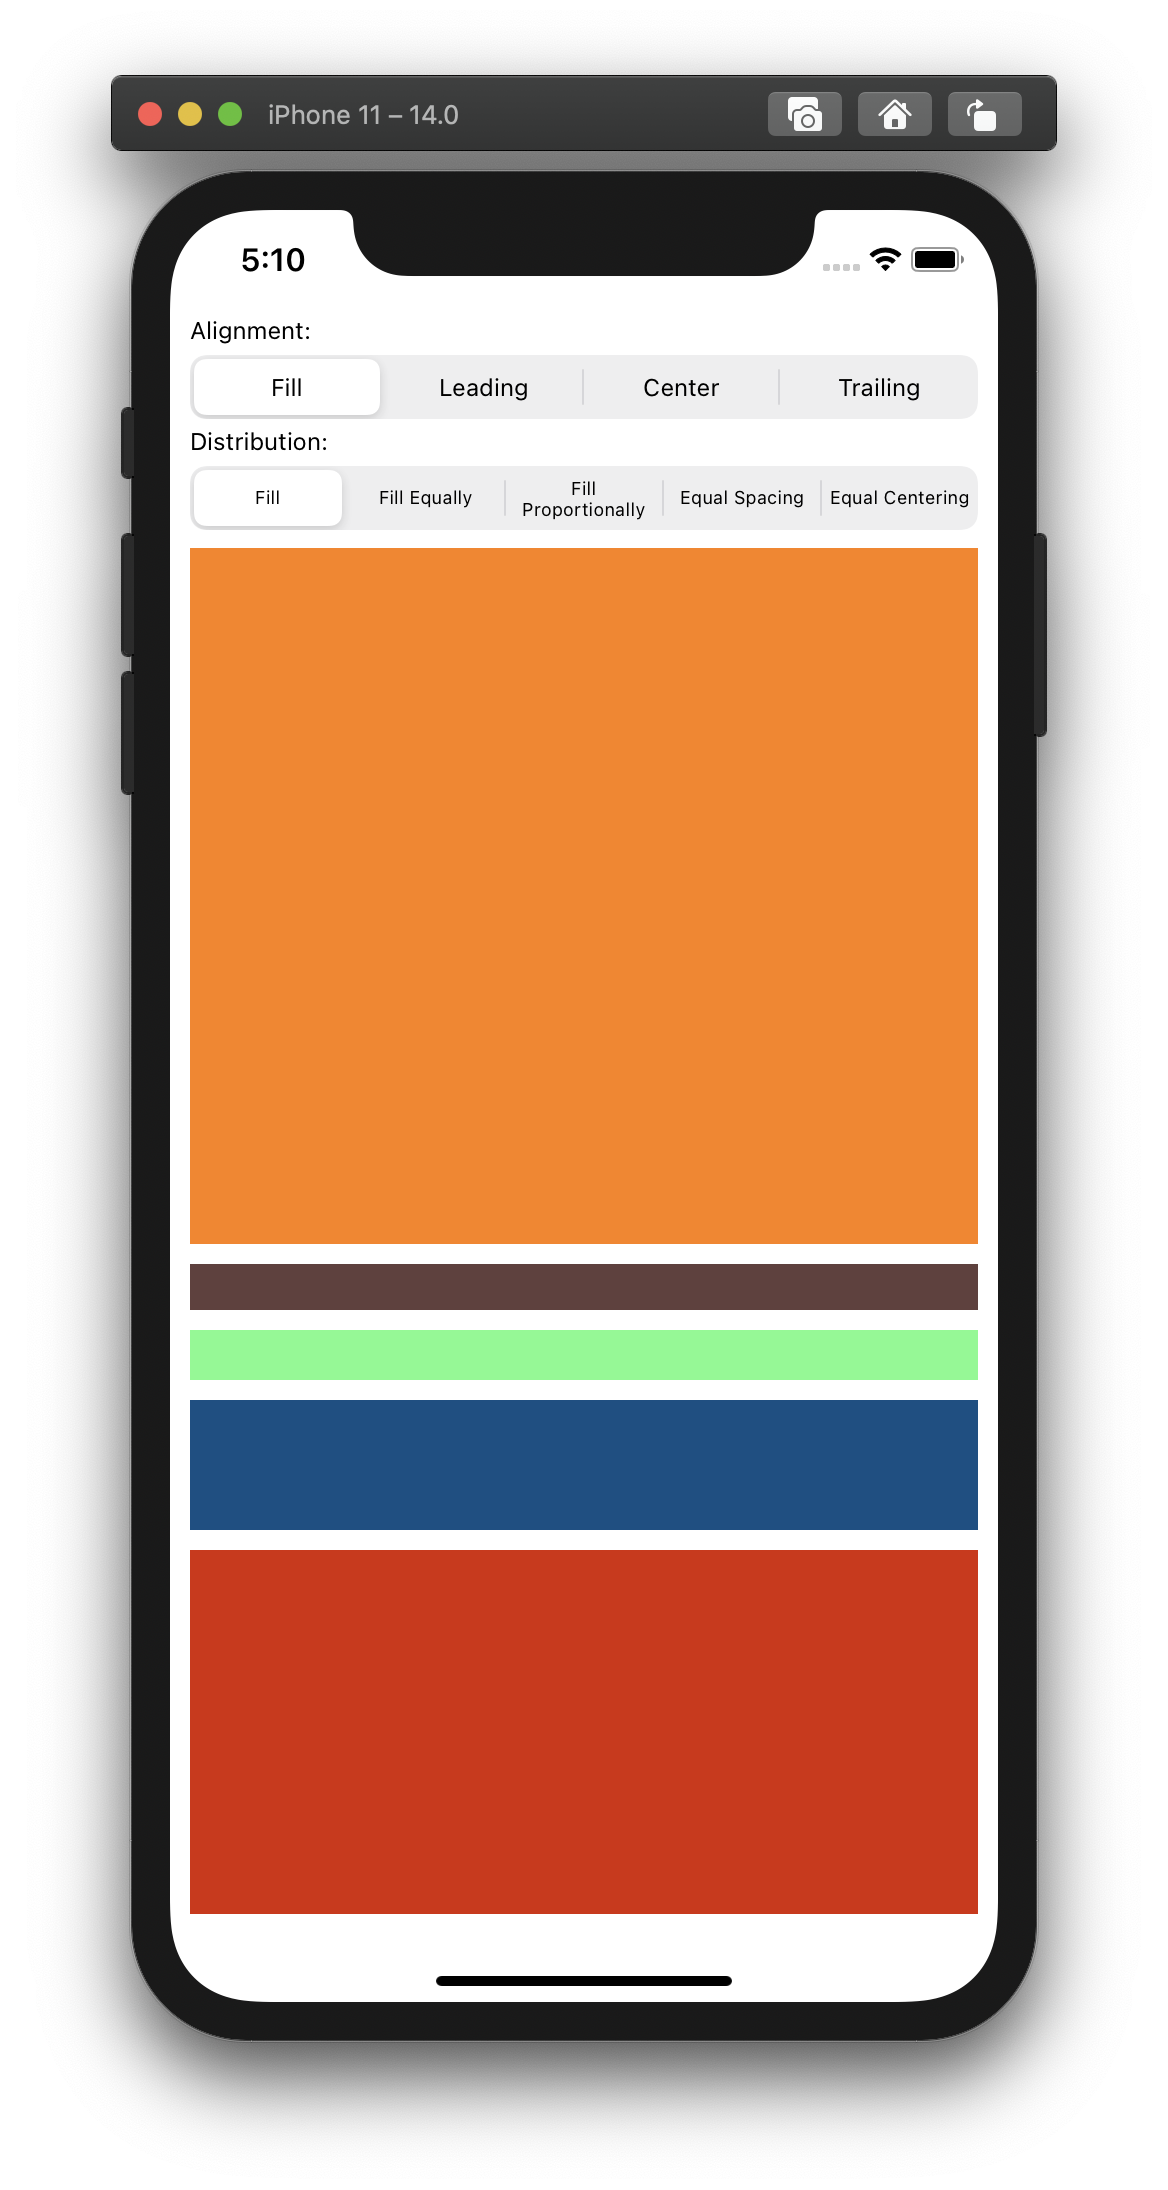 iPhone 11 – 14.0
5:10
Alignment:
Fill
Leading
Center
Trailing
Distribution:
Fill
Fill Equally
Fill
Proportionally
Equal Spacing
Equal Centering